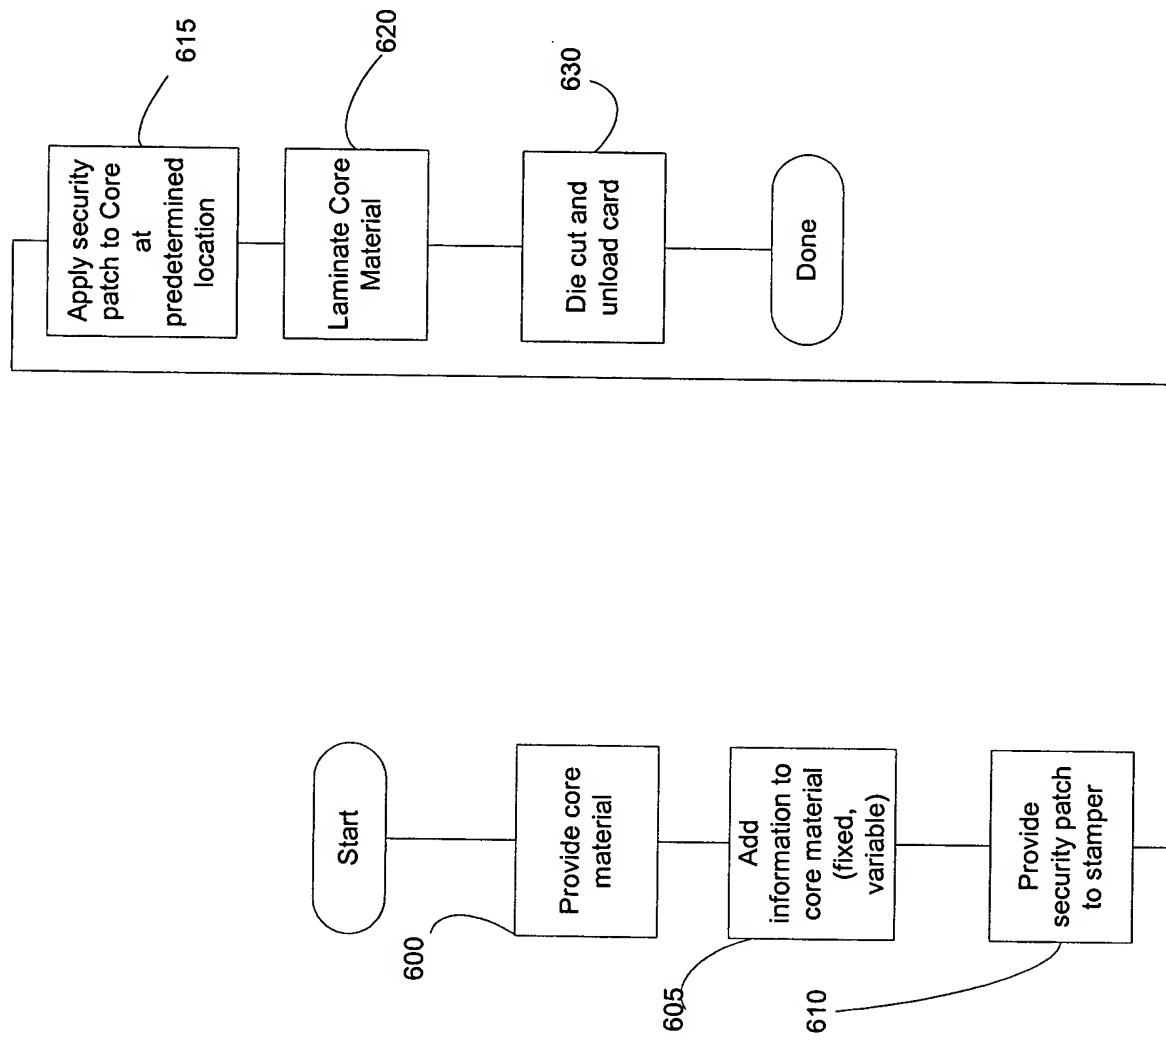 Start
Provide core
material
600
Add
information to
core material
(fixed,
variable)
605
Provide
security patch
to stamper
610
Apply security
patch to Core
at
predetermined
location
615
Laminate Core
Material
620
Die cut and
unload card
630
Done